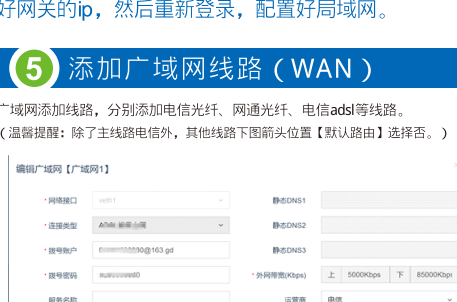 好网关的ip，然后重新登录，配置好局域网。
5 添加广域网线路（WAN）
广域网添加线路，分别添加电信光纤、网通光纤、电信adsl等线路。
（温馨提醒：除了主线路电信外，其他线路下图箭头位置【默认路由】选择否。）
编辑广域网【广域网1】
* 网络接口 veth1 静态DNS1
* 连接类型 静态DNS2
* 拨号账户 0@163.gd 静态DNS3
* 拨号密码 * 外网带宽(Kbps) 上 5000Kbps 下 85000Kbps
服务名称 运营商 电信